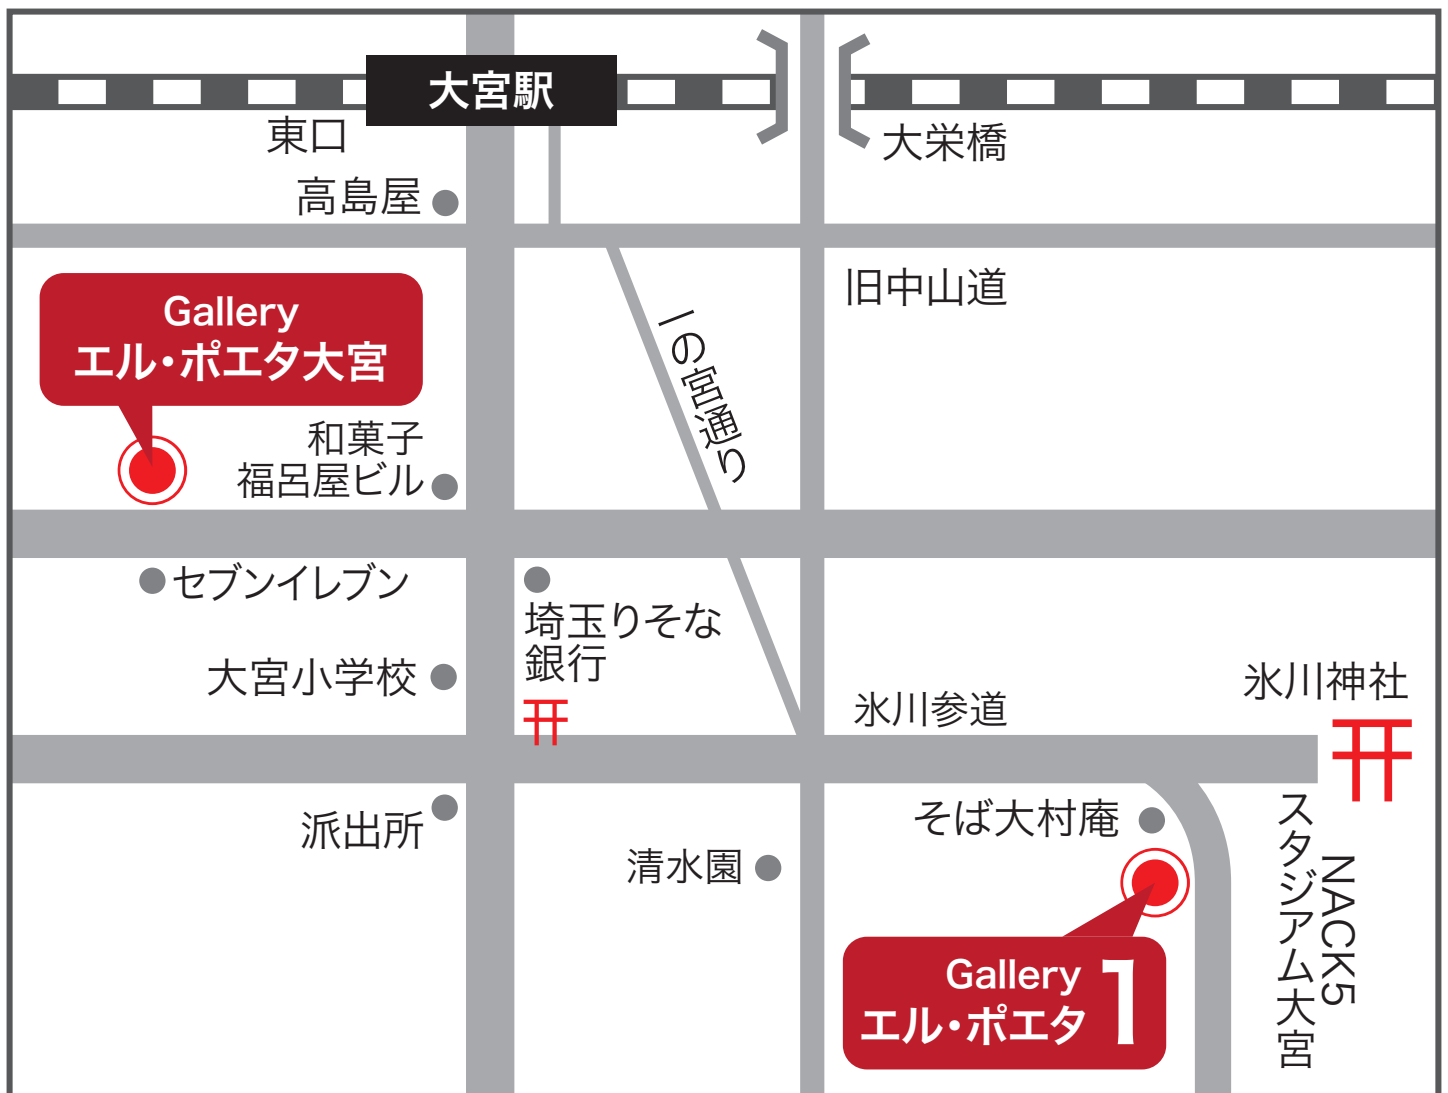 大宮駅
東口
大栄橋
高島屋
旧中山道
Gallery
エル・ポエタ大宮
一の宮通り
和菓子
福呂屋ビル
セブンイレブン
埼玉りそな
銀行
大宮小学校
氷川神社
氷川参道
派出所
そば大村庵
清水園
NACK5
スタジアム大宮
Gallery
エル・ポエタ 1